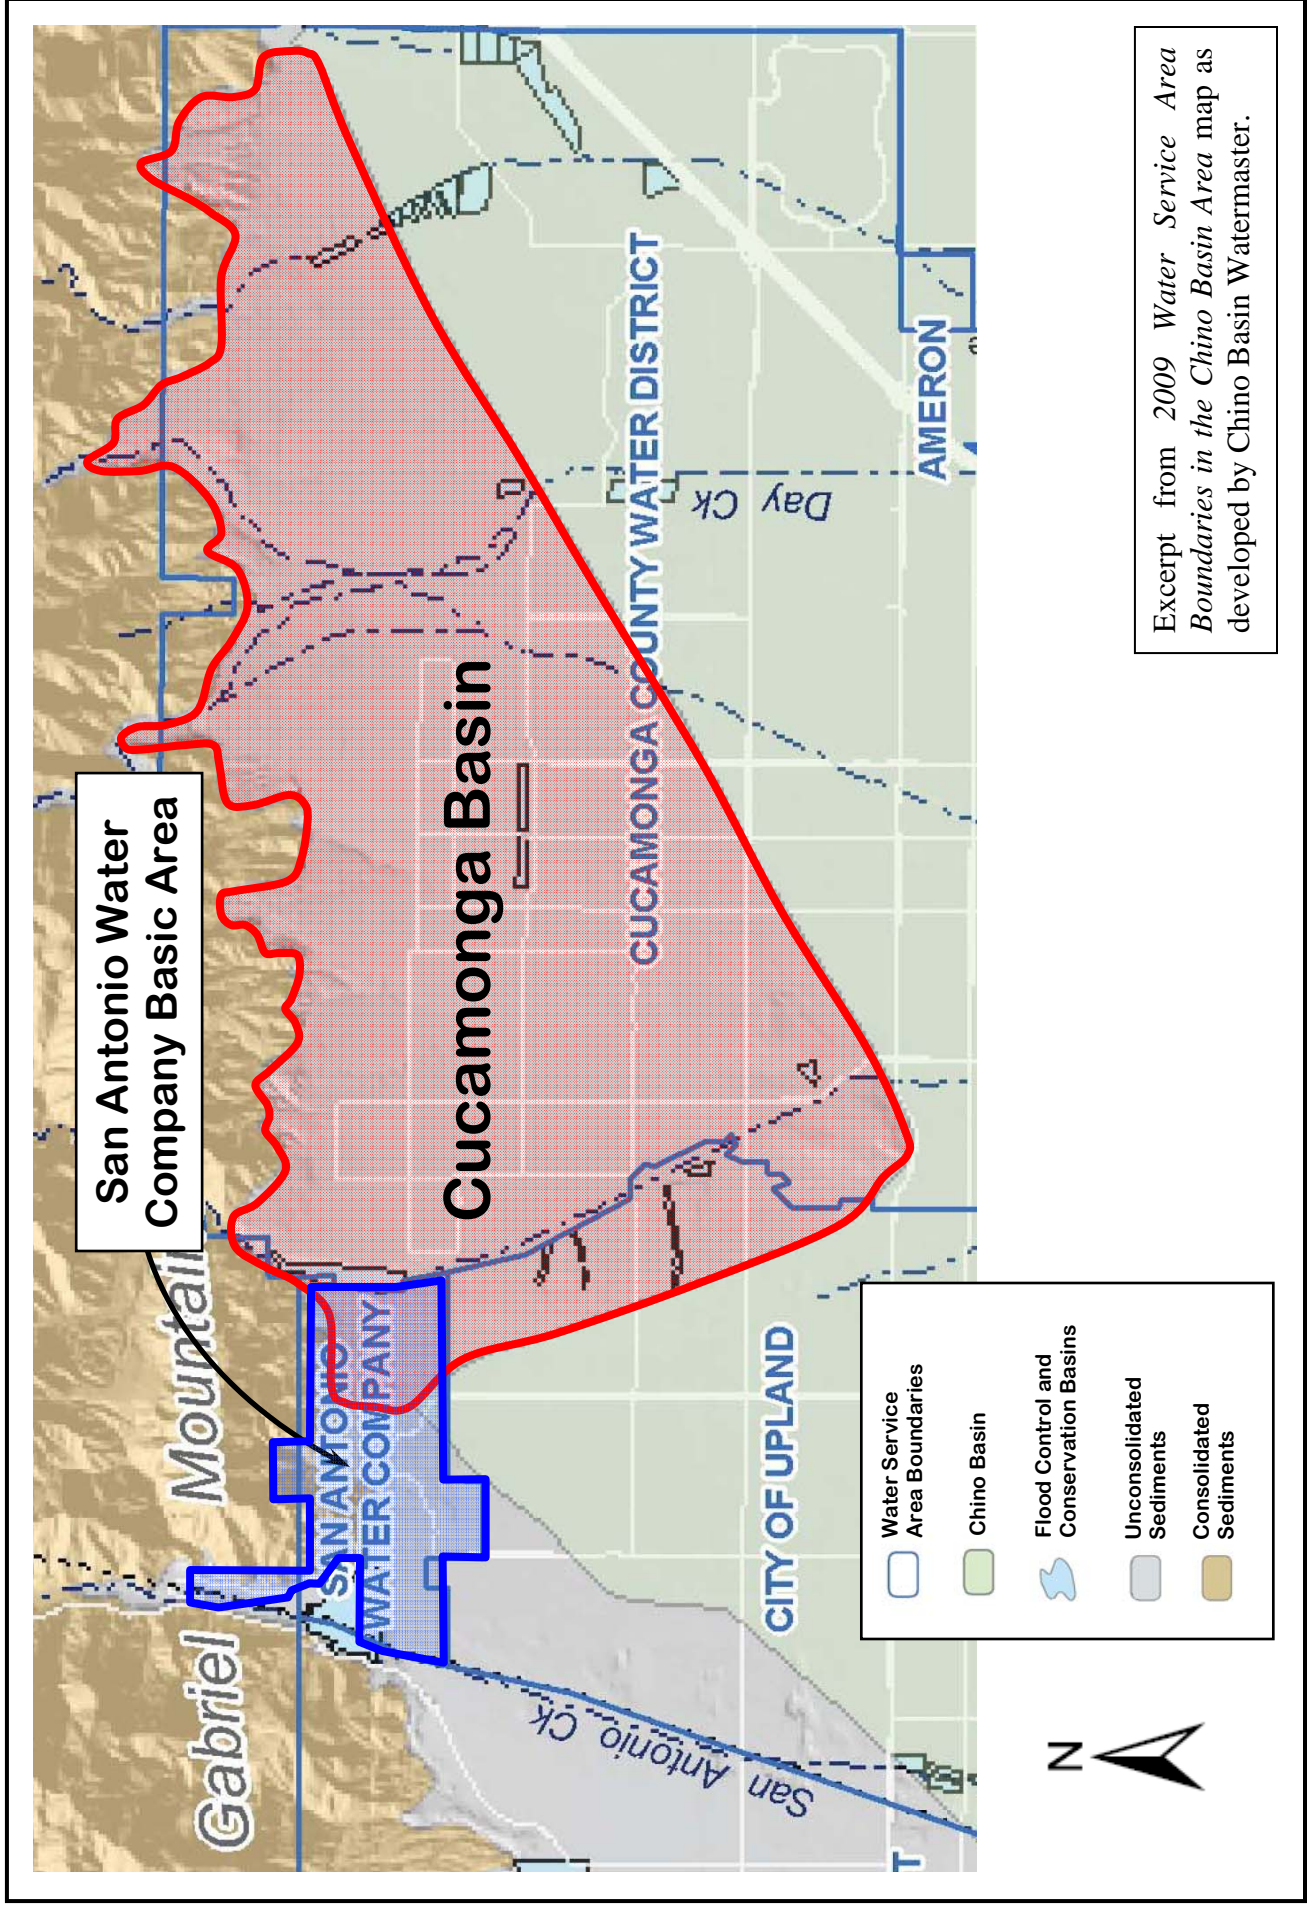 San Antonio Water
Company Basic Area
Gabriel
Mountain
SAN ANTONIO
WATER COMPANY
Cucamonga Basin
CUCAMONGA COUNTY WATER DISTRICT
Day Ck
AMERON
CITY OF UPLAND
San Antonio Ck
T
N
Water Service
Area Boundaries
Chino Basin
Flood Control and
Conservation Basins
Unconsolidated
Sediments
Consolidated
Sediments
Excerpt from 2009 Water Service Area
Boundaries in the Chino Basin Area map as
developed by Chino Basin Watermaster.